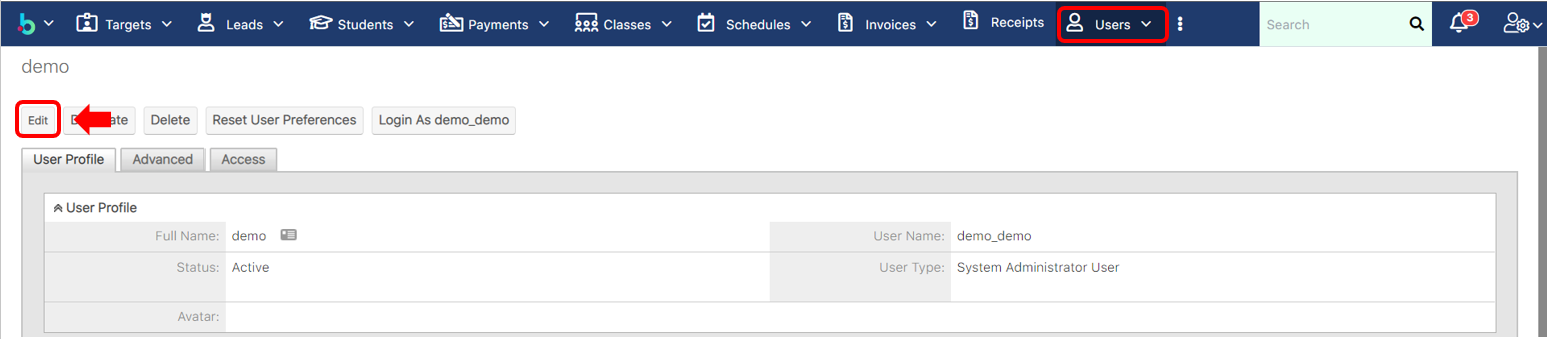 Targets Leads Students Payments Classes Schedules Invoices Receipts Users Search 3
demo
Edit Delete Reset User Preferences Login As demo_demo
User Profile Advanced Access
User Profile
Full Name: demo User Name: demo_demo
Status: Active User Type: System Administrator User
Avatar: